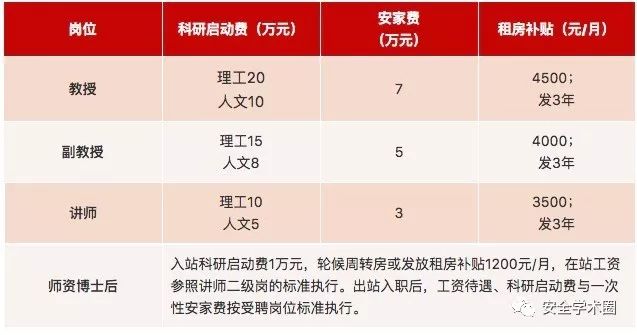 岗位 科研启动费（万元） 安家费（万元） 租房补贴（元/月）
教授 理工20 人文10 7 4500；发3年
副教授 理工15 人文8 5 4000；发3年
讲师 理工10 人文5 3 3500；发3年
师资博士后 入站科研启动费1万元，轮候周转房或发放租房补贴1200元/月，在站工
资参照讲师二级岗的标准执行。出站入职后，工资待遇、科研启动费与一次
性安家费按受聘岗位标准执行。
安全学术圈